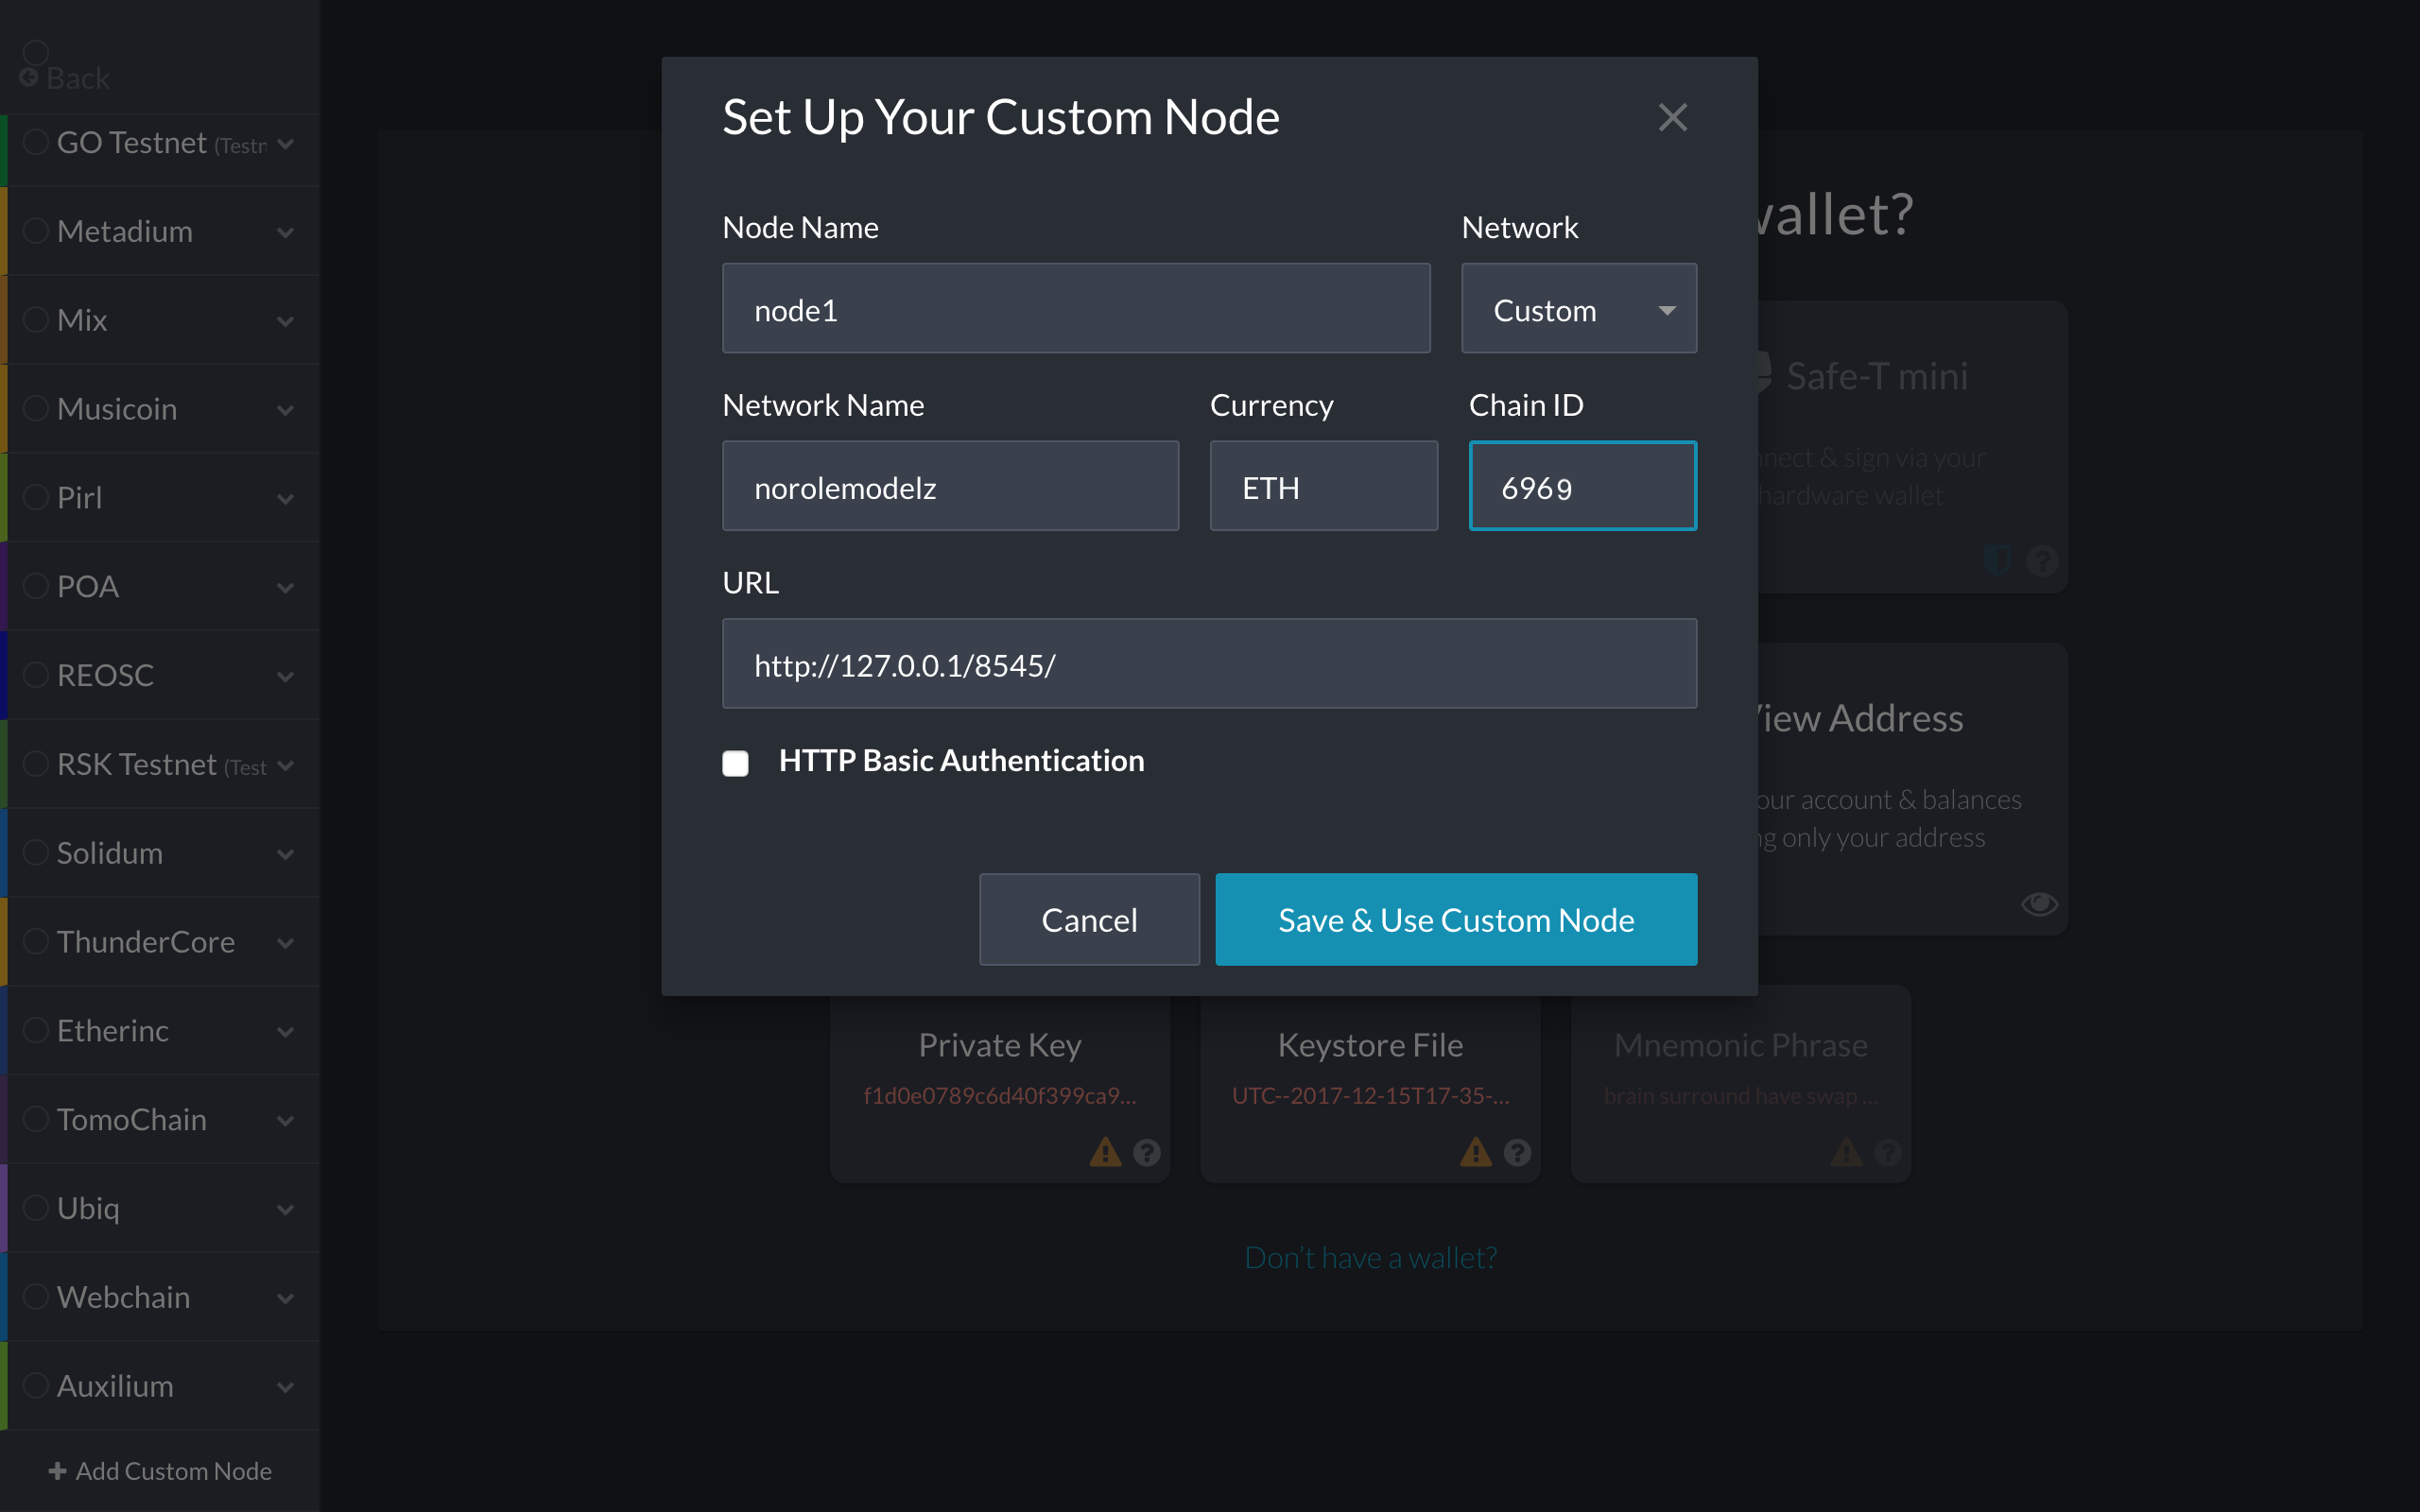 Back
GO Testnet (Testn
Metadium
Mix
Musicoin
Pirl
POA
REOSC
RSK Testnet (Test
Solidum
ThunderCore
Etherinc
TomoChain
Ubiq
Webchain
Auxilium
Add Custom Node
Set Up Your Custom Node
Node Name
Network
node1
Custom
Network Name
Currency
Chain ID
norolemodelz
ETH
6969
URL
http://127.0.0.1/8545/
HTTP Basic Authentication
Cancel
Save & Use Custom Node
wallet?
Safe-T mini
nnect & sign via your
hardware wallet
View Address
our account & balances
ng only your address
Private Key
f1d0e0789c6d40f399ca9...
Keystore File
UTC--2017-12-15T17-35-...
Mnemonic Phrase
brain surround have swap ...
Don't have a wallet?